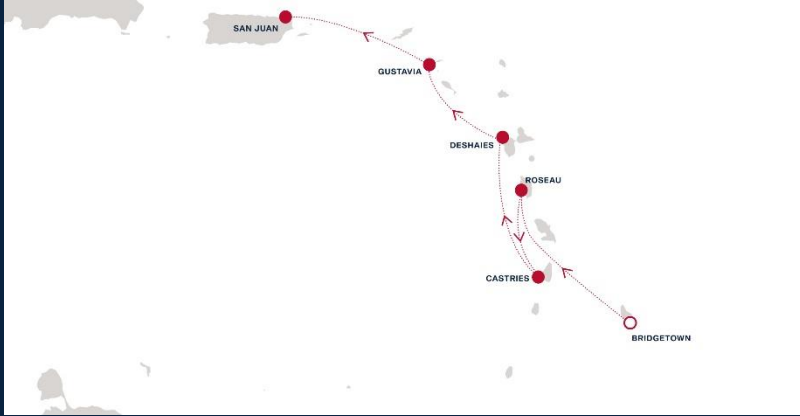 SAN JUAN
GUSTAVIA
DESHAIES
ROSEAU
CASTRIES
BRIDGETOWN